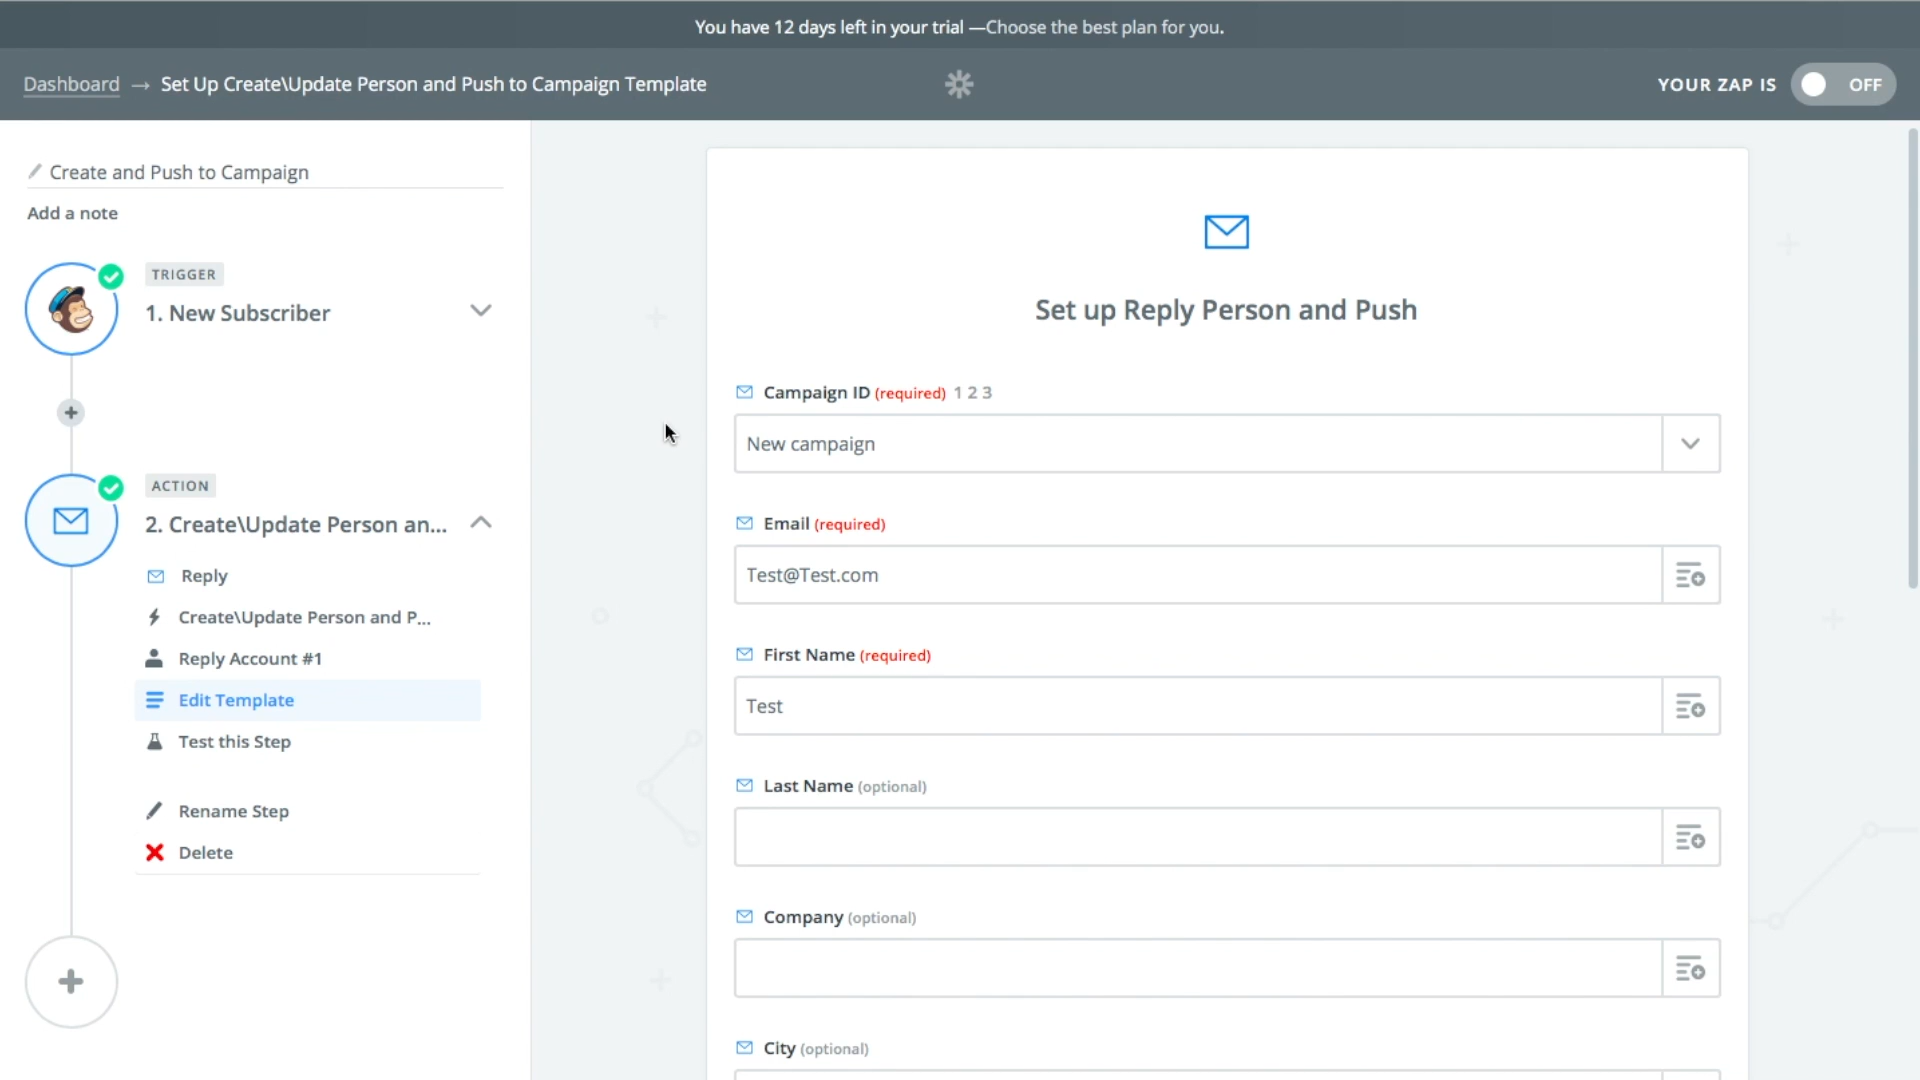 You have 12 days left in your trial —Choose the best plan for you.
Dashboard → Set Up Create\Update Person and Push to Campaign Template
YOUR ZAP IS OFF
Create and Push to Campaign
Add a note
TRIGGER
1. New Subscriber
ACTION
2. Create\Update Person an...
Reply
Create\Update Person and P...
Reply Account #1
Edit Template
Test this Step
Rename Step
Delete
Set up Reply Person and Push
Campaign ID (required) 1 2 3
New campaign
Email (required)
Test@Test.com
First Name (required)
Test
Last Name (optional)
Company (optional)
City (optional)